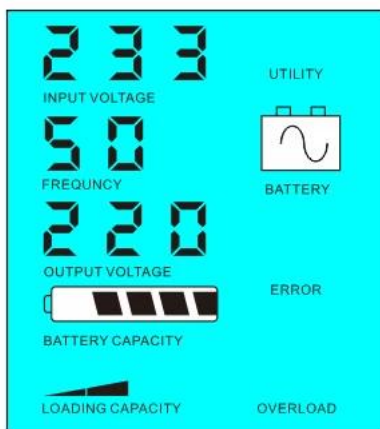 233
UTILITY
INPUT VOLTAGE
50
FREQUNCY
BATTERY
220
OUTPUT VOLTAGE
ERROR
BATTERY CAPACITY
LOADING CAPACITY
OVERLOAD